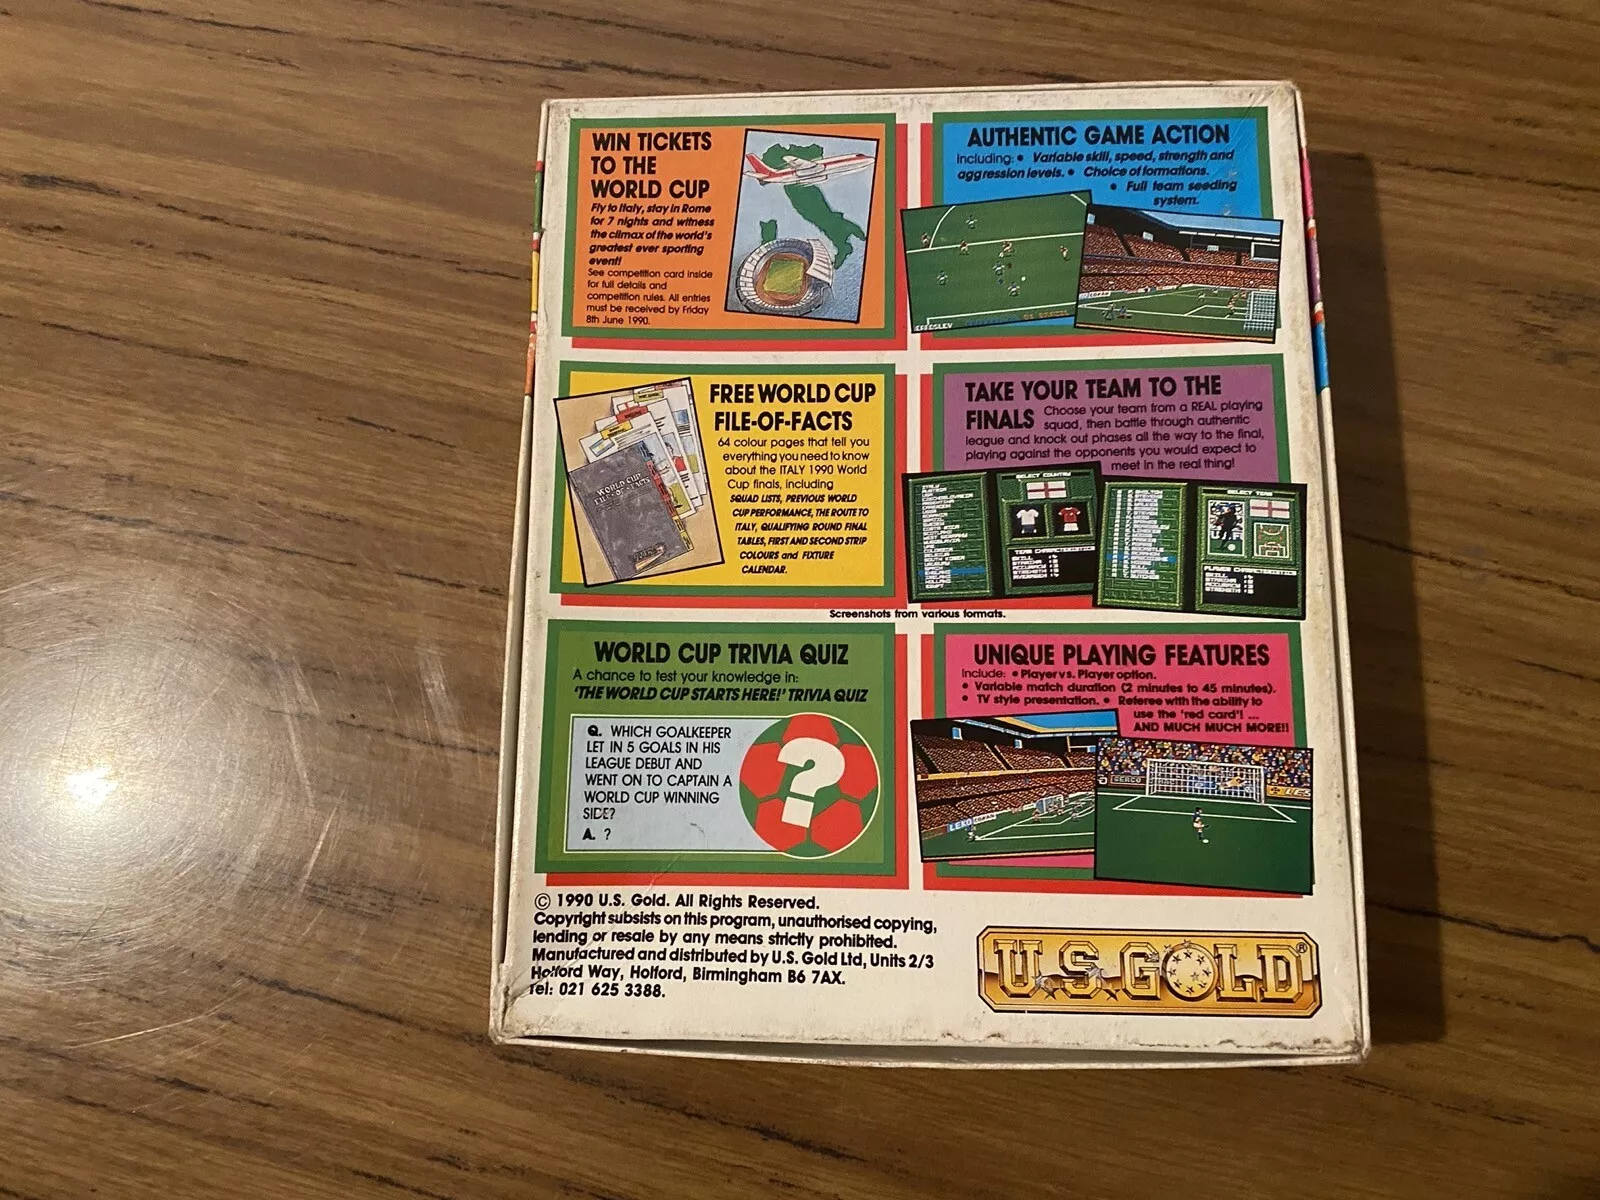 WIN TICKETS
TO THE
WORLD CUP
Fly to Italy, stay in Rome
for 7 nights and witness
the climax of the world's
greatest ever sporting
event!
See competition card inside
for full details and
competition rules. All entries
must be received by Friday
8th June 1990.
AUTHENTIC GAME ACTION
Including: • Variable skill, speed, strength and
aggression levels. • Choice of formations.
• Full team seeding
system.
FREE WORLD CUP
FILE-OF-FACTS
64 colour pages that tell you
everything you need to know
about the ITALY 1990 World
Cup finals, including
SQUAD LISTS, PREVIOUS WORLD
CUP PERFORMANCE, THE ROUTE TO
ITALY, QUALIFYING ROUND FINAL
TABLES, FIRST AND SECOND STRIP
COLOURS and FIXTURE
CALENDAR.
WORLD CUP
FILE-OF-FACTS
TAKE YOUR TEAM TO THE
FINALS Choose your team from a REAL playing
squad, then battle through authentic
league and knock out phases all the way to the final,
playing against the opponents you would expect to
meet in the real thing!
SELECT COUNTRY
SELECT TEAM
PLAYER CHARACTERISTICS
Screenshots from various formats.
WORLD CUP TRIVIA QUIZ
A chance to test your knowledge in:
'THE WORLD CUP STARTS HERE!' TRIVIA QUIZ
Q. WHICH GOALKEEPER
LET IN 5 GOALS IN HIS
LEAGUE DEBUT AND
WENT ON TO CAPTAIN A
WORLD CUP WINNING
SIDE?
A. ?
?
UNIQUE PLAYING FEATURES
Include: • Player vs. Player option.
• Variable match duration (2 minutes to 45 minutes).
• TV style presentation. • Referee with the ability to
use the 'red card'! ...
AND MUCH MUCH MORE!!
© 1990 U.S. Gold. All Rights Reserved.
Copyright subsists on this program, unauthorised copying,
lending or resale by any means strictly prohibited.
Manufactured and distributed by U.S. Gold Ltd, Units 2/3
Holford Way, Holford, Birmingham B6 7AX.
Tel: 021 625 3388.
U.S. GOLD®